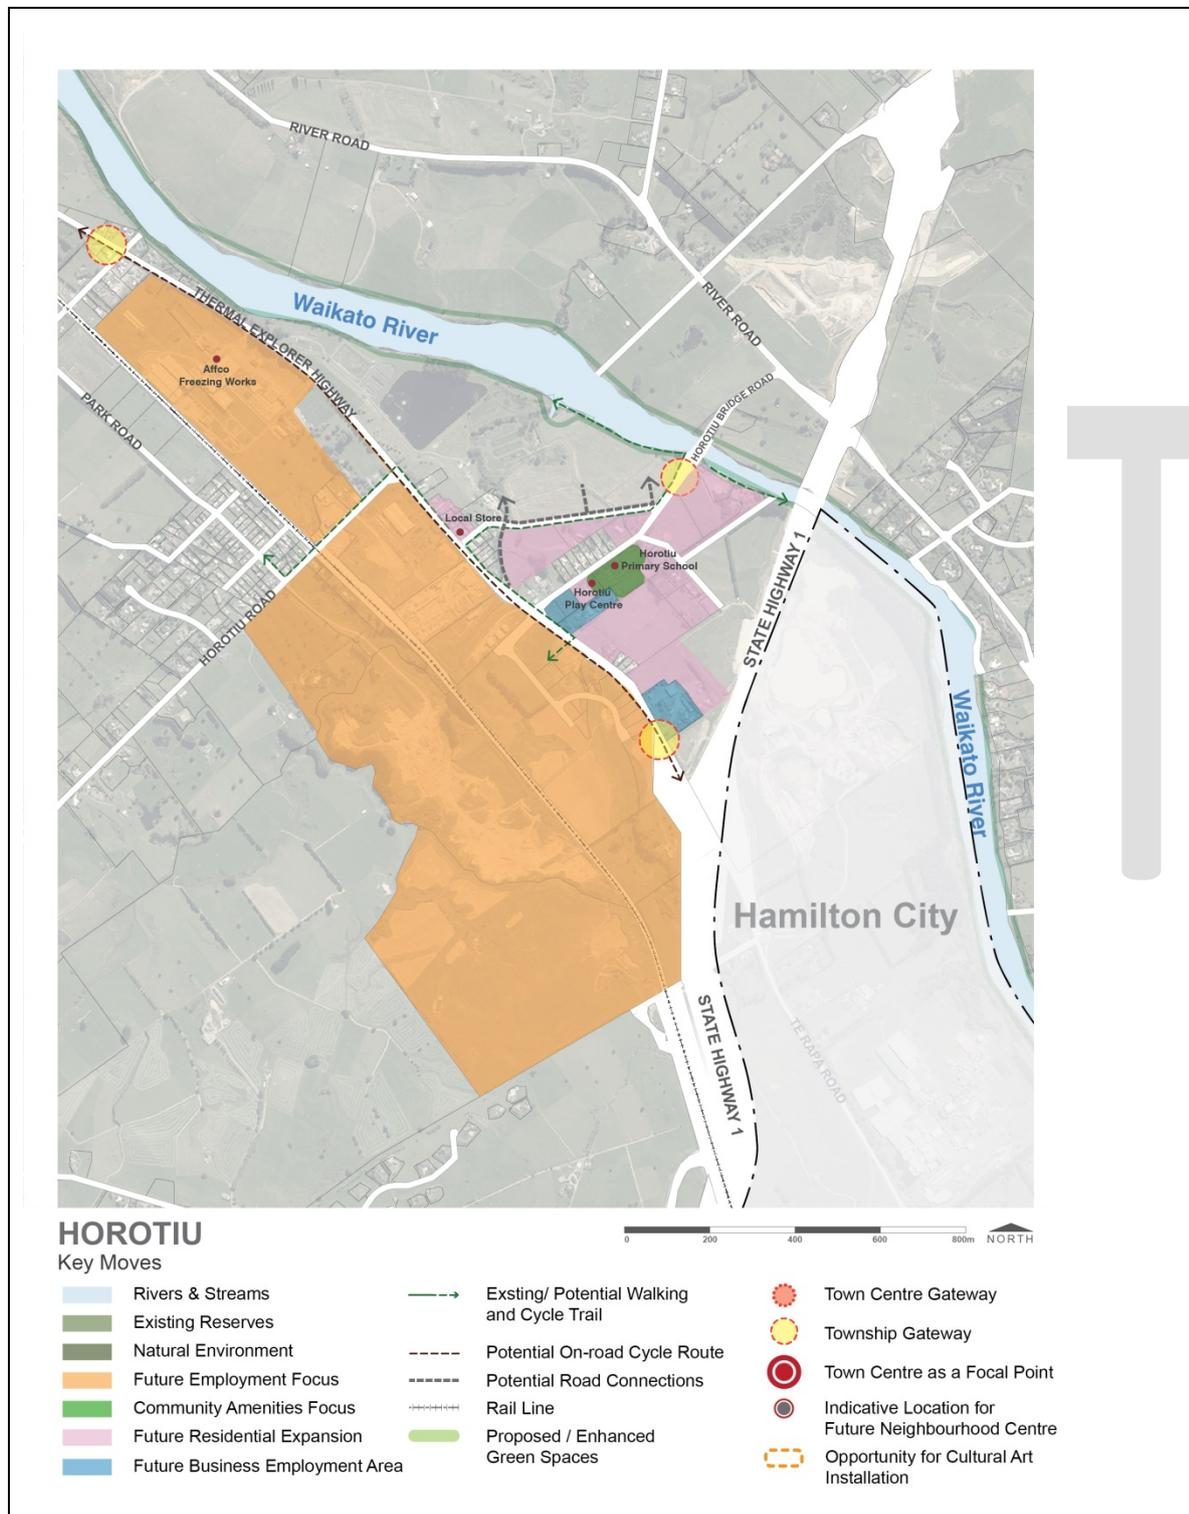 RIVER ROAD
RIVER ROAD
THERMAL EXPLORER HIGHWAY
Waikato River
Affco
Freezing Works
PARK ROAD
HOROTIU BRIDGE ROAD
Local Store
Horotiu
Primary School
Horotiu
Play Centre
HOROTIU ROAD
STATE HIGHWAY 1
Waikato River
Hamilton City
STATE HIGHWAY 1
TE RAPA ROAD
T
HOROTIU
Key Moves
0 200 400 600 800m
NORTH
Rivers & Streams
Existing Reserves
Natural Environment
Future Employment Focus
Community Amenities Focus
Future Residential Expansion
Future Business Employment Area
Exsting/ Potential Walking
and Cycle Trail
Potential On-road Cycle Route
Potential Road Connections
Rail Line
Proposed / Enhanced
Green Spaces
Town Centre Gateway
Township Gateway
Town Centre as a Focal Point
Indicative Location for
Future Neighbourhood Centre
Opportunity for Cultural Art
Installation